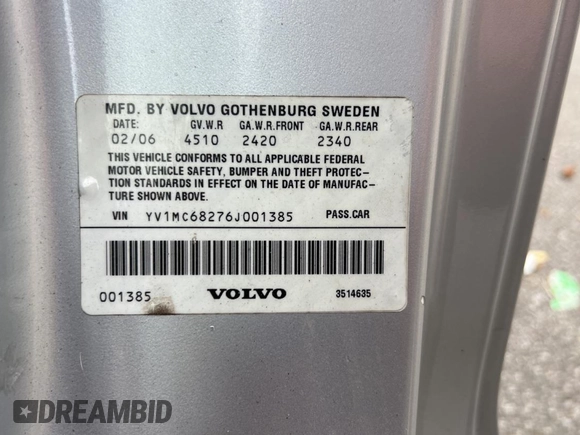 MFD. BY VOLVO GOTHENBURG SWEDEN
DATE: GV.W.R GA.W.R.FRONT GA.W.R.REAR
02/06 4510 2420 2340
THIS VEHICLE CONFORMS TO ALL APPLICABLE FEDERAL
MOTOR VEHICLE SAFETY, BUMPER AND THEFT PROTEC-
TION STANDARDS IN EFFECT ON THE DATE OF MANUFAC-
TURE SHOWN ABOVE.
VIN YV1MC68276J001385 PASS.CAR
001385 VOLVO 3514635
DREAMBID